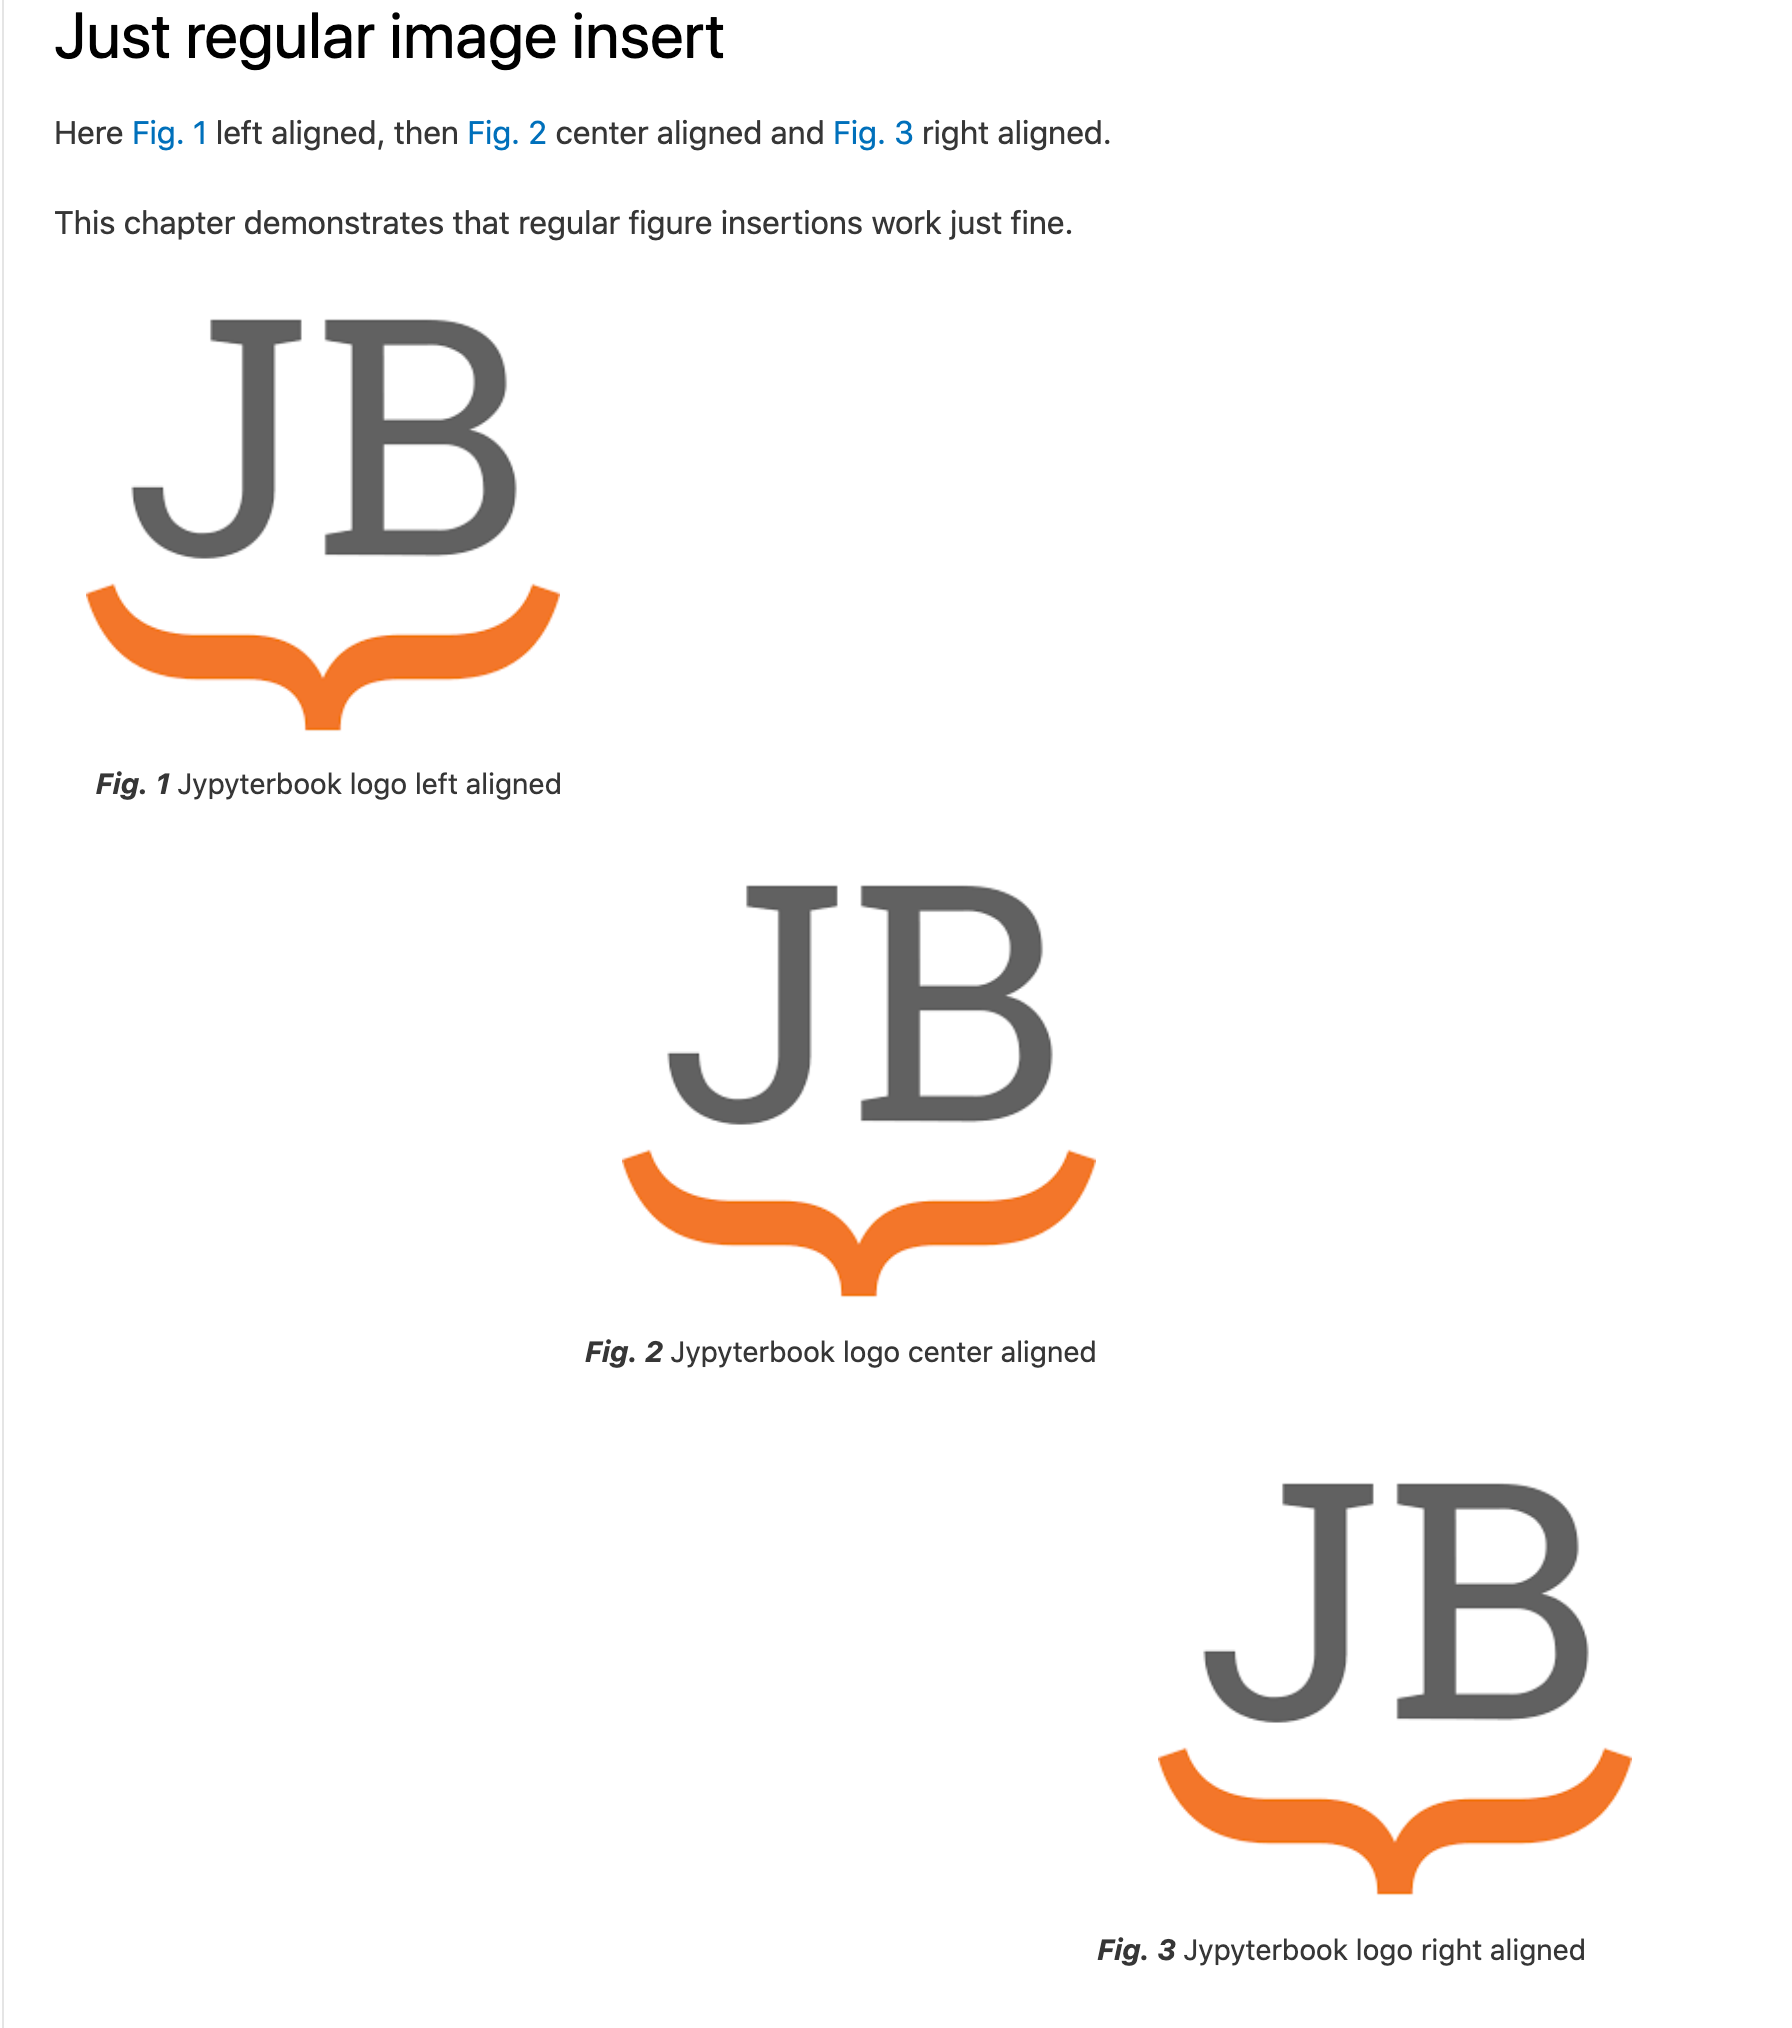 Just regular image insert
Here Fig. 1 left aligned, then Fig. 2 center aligned and Fig. 3 right aligned.
This chapter demonstrates that regular figure insertions work just fine.
JB
Fig. 1 Jypyterbook logo left aligned
JB
Fig. 2 Jypyterbook logo center aligned
JB
Fig. 3 Jypyterbook logo right aligned